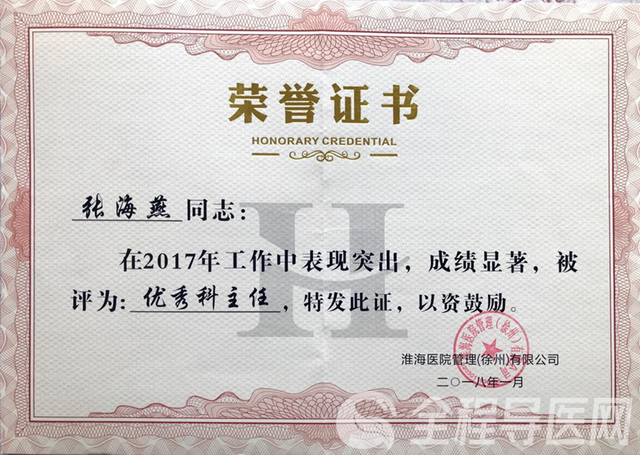 荣誉证书
HONORARY CREDENTIAL
张海燕同志：
在2017年工作中表现突出，成绩显著，被
评为：优秀科主任，特发此证，以资鼓励。
淮海医院管理(徐州)有限公司
二〇一八年一月
全程导医网